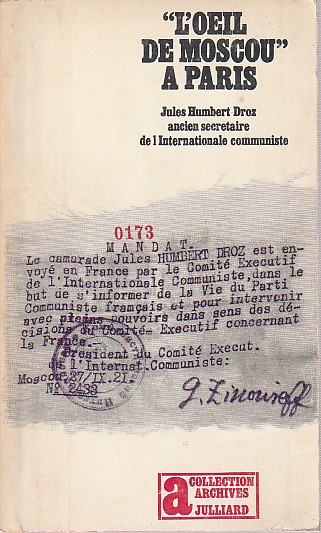 "L'OEIL
DE MOSCOU"
A PARIS
Jules Humbert-Droz
ancien secretaire
de l'Internationale communiste
0173
MANDAT.
Le camarade Jules HUMBERT DROZ est en-
voyé en France par le Comité Executif
de l'Internationale Communiste, dans le
but de s'informer de la Vie du Parti
Communiste français et pour intervenir
avec pleins pouvoirs dans sens des dé-
cisions du Comité Executif concernant
la France.-
President du Comité Execut.
de l'Internat.Communiste:
Moscou, 27/IX.21.
№ 2433
G. Zinovieff
a
COLLECTION
ARCHIVES
JULLIARD